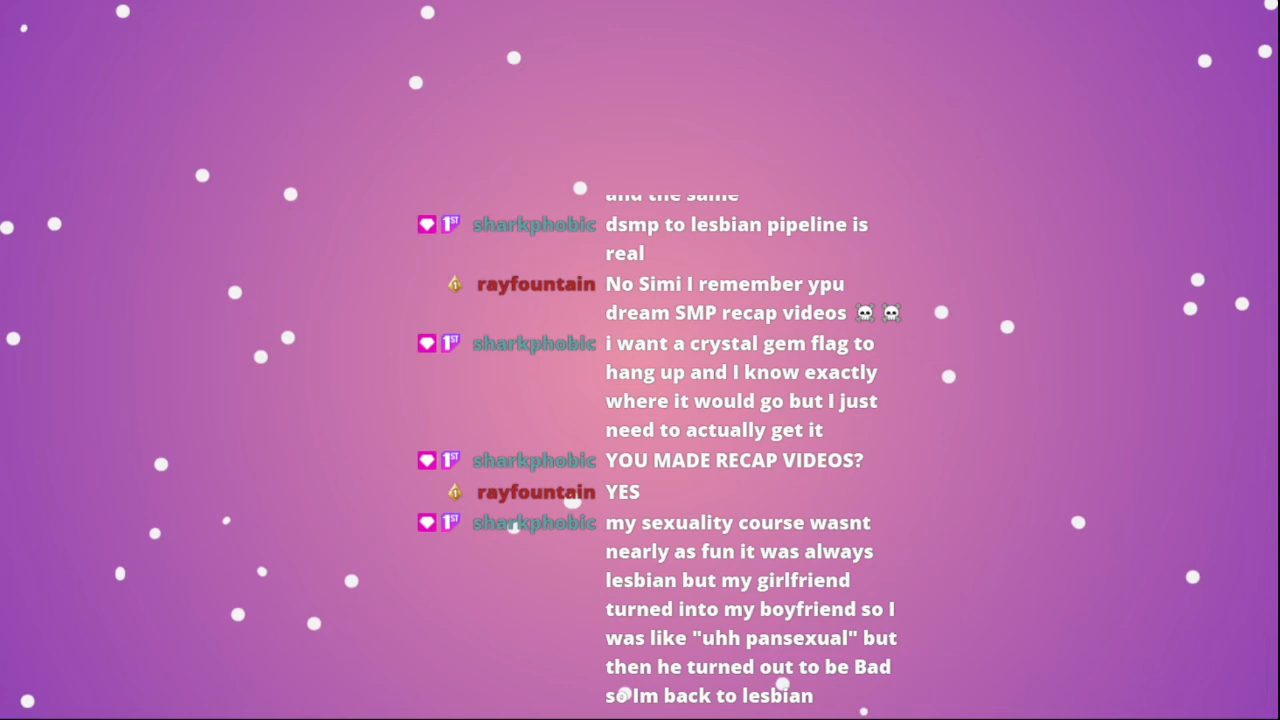 and the same
sharkphobic dsmp to lesbian pipeline is
real
rayfountain No Simi I remember ypu
dream SMP recap videos ☠️ ☠️
sharkphobic i want a crystal gem flag to
hang up and I know exactly
where it would go but I just
need to actually get it
sharkphobic YOU MADE RECAP VIDEOS?
rayfountain YES
sharkphobic my sexuality course wasnt
nearly as fun it was always
lesbian but my girlfriend
turned into my boyfriend so I
was like "uhh pansexual" but
then he turned out to be Bad
so Im back to lesbian